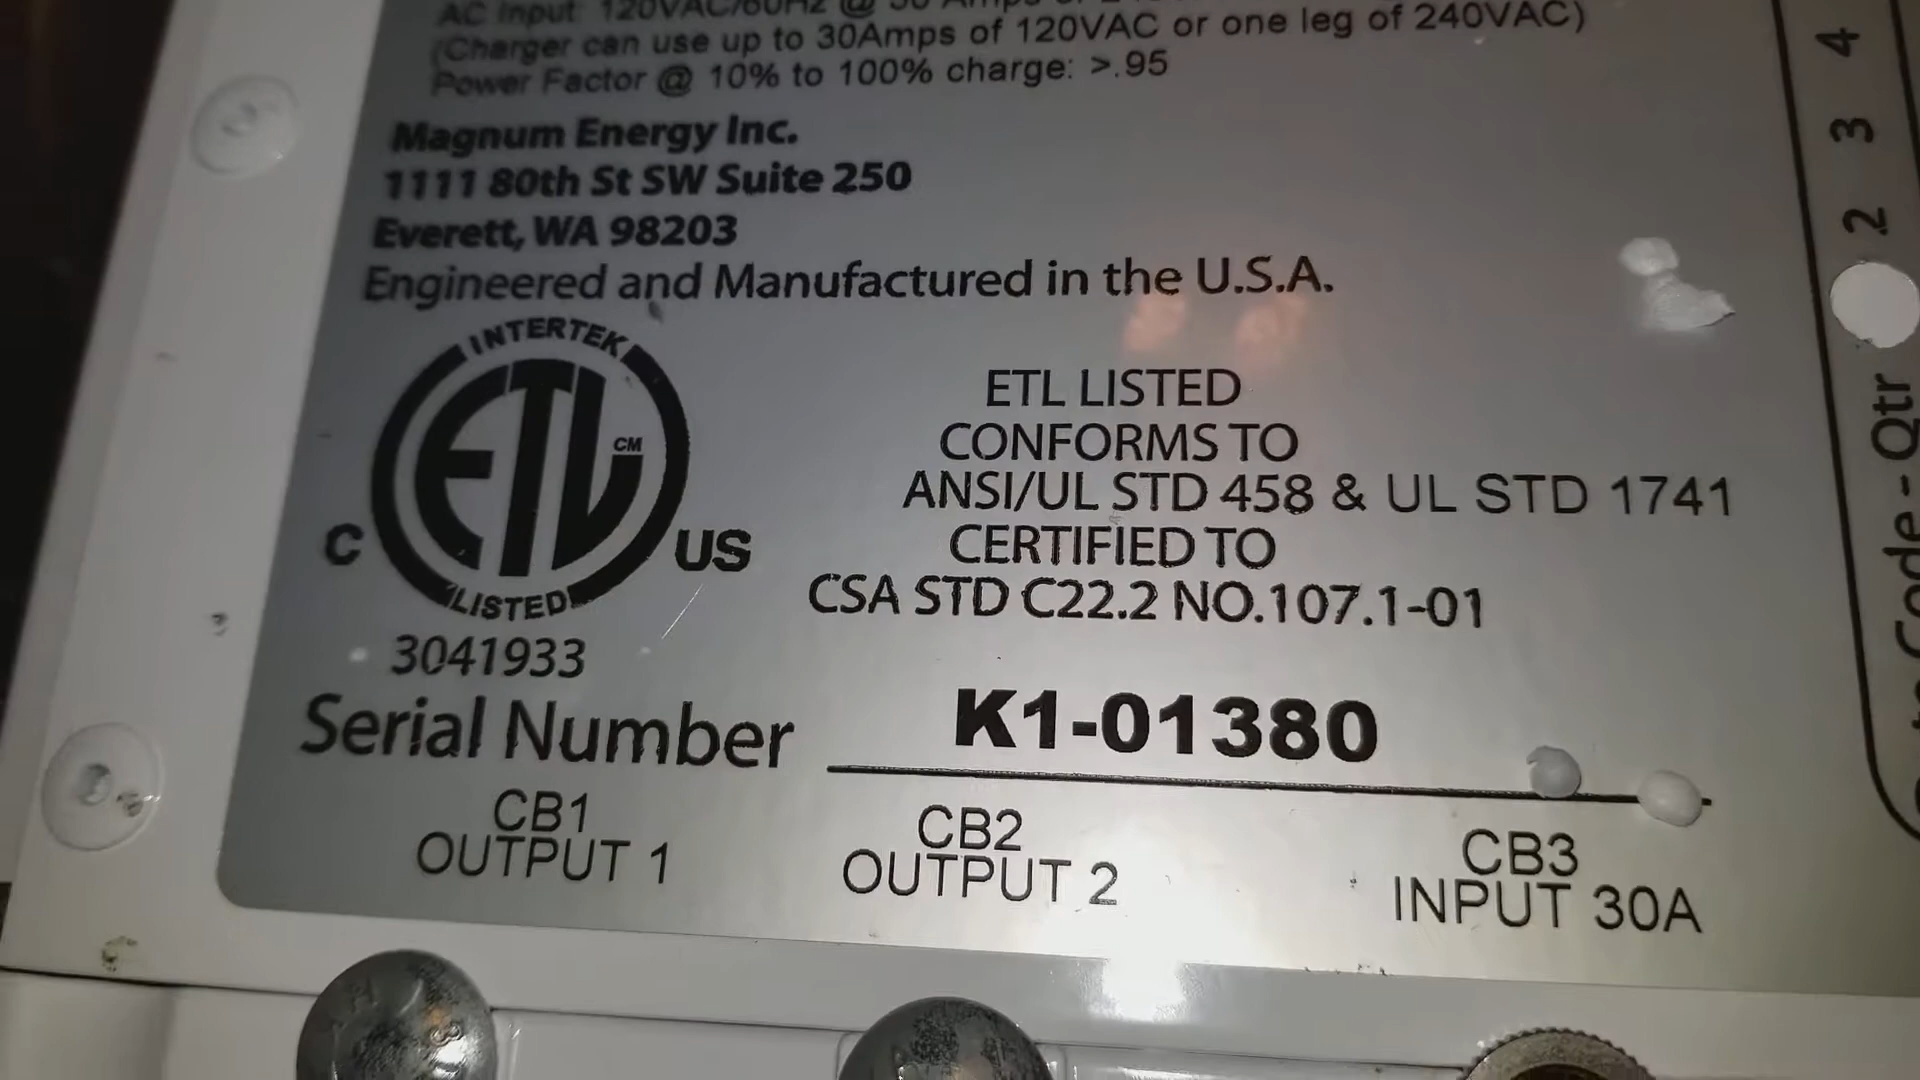 AC Input: 120VAC/60Hz @
(Charger can use up to 30Amps of 120VAC or one leg of 240VAC)
Power Factor @ 10% to 100% charge: >.95
Magnum Energy Inc.
1111 80th St SW Suite 250
Everett, WA 98203
Engineered and Manufactured in the U.S.A.
INTERTEK
ETL CM
C US
LISTED
3041933
ETL LISTED
CONFORMS TO
ANSI/UL STD 458 & UL STD 1741
CERTIFIED TO
CSA STD C22.2 NO.107.1-01
Serial Number K1-01380
CB1
OUTPUT 1
CB2
OUTPUT 2
CB3
INPUT 30A
Code - Qtr 2 3 4